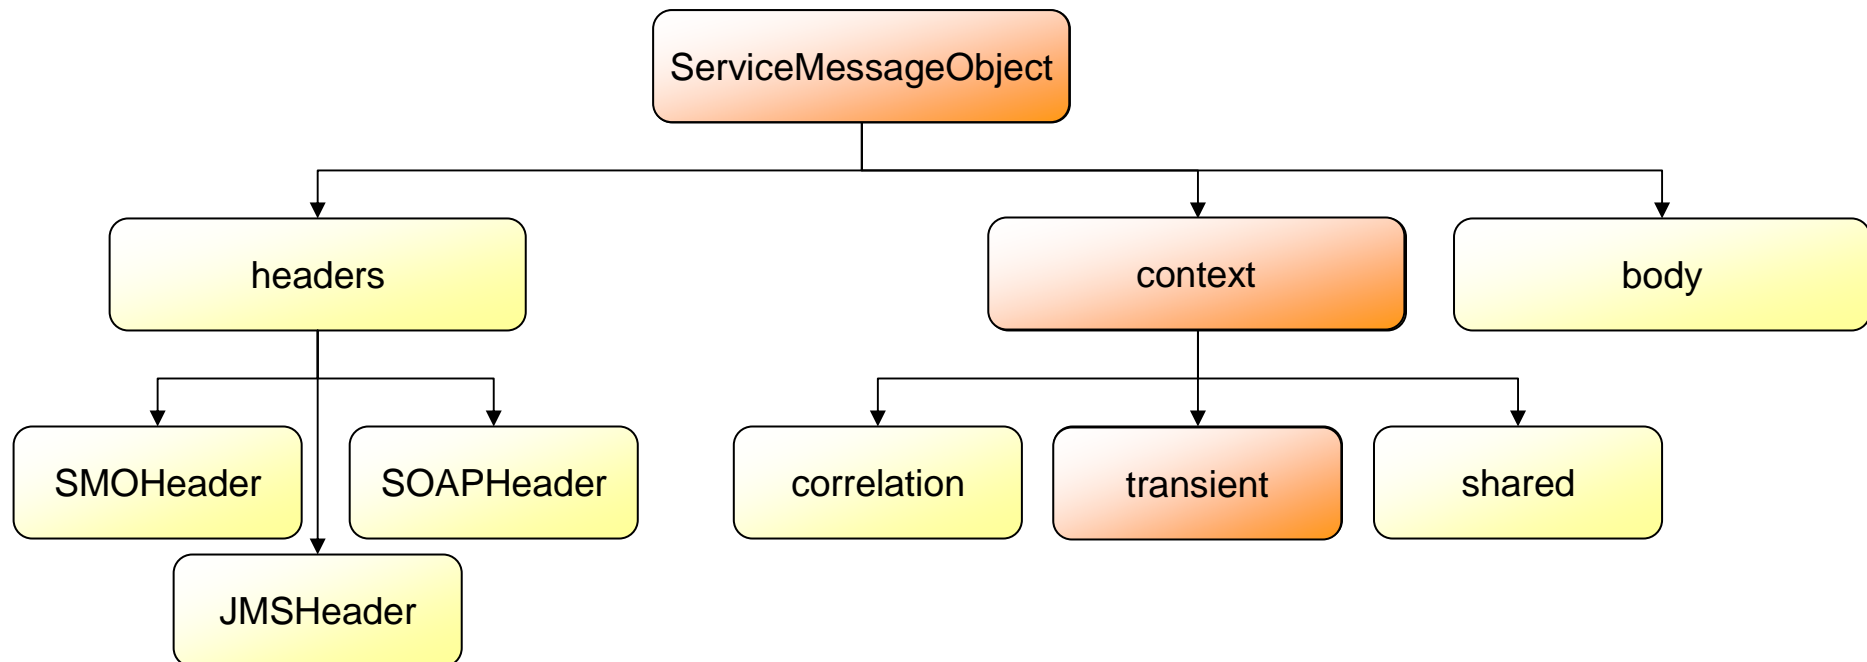 ServiceMessageObject
headers
context
body
SMOHeader
SOAPHeader
correlation
transient
shared
JMSHeader